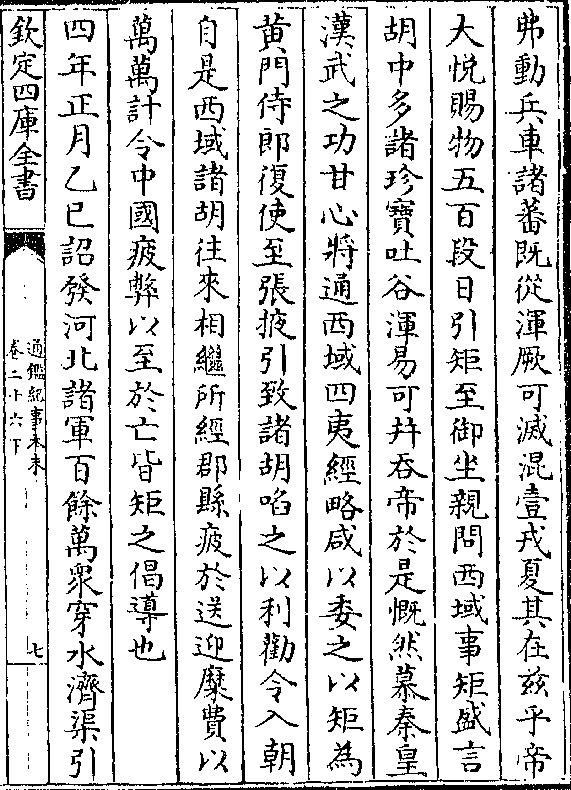 弗動兵車諸蕃既從渾厥可滅混壹戎夏其在兹乎帝
大悅賜物五百段日引矩至御坐親問西域事矩盛言
胡中多諸珍寶吐谷渾易可并吞帝於是慨然慕秦皇
漢武之功甘心將通西域四夷經略咸以委之以矩為
黄門侍郎復使至張掖引致諸胡啗之以利勸令入朝
自是西域諸胡往來相繼所經郡縣疲於送迎糜費以
萬萬計令中國疲弊以至於亡皆矩之倡導也
四年正月乙巳詔發河北諸軍百餘萬衆穿水濟渠引
欽定四庫全書
通鑑紀事本末
卷二十六下
七